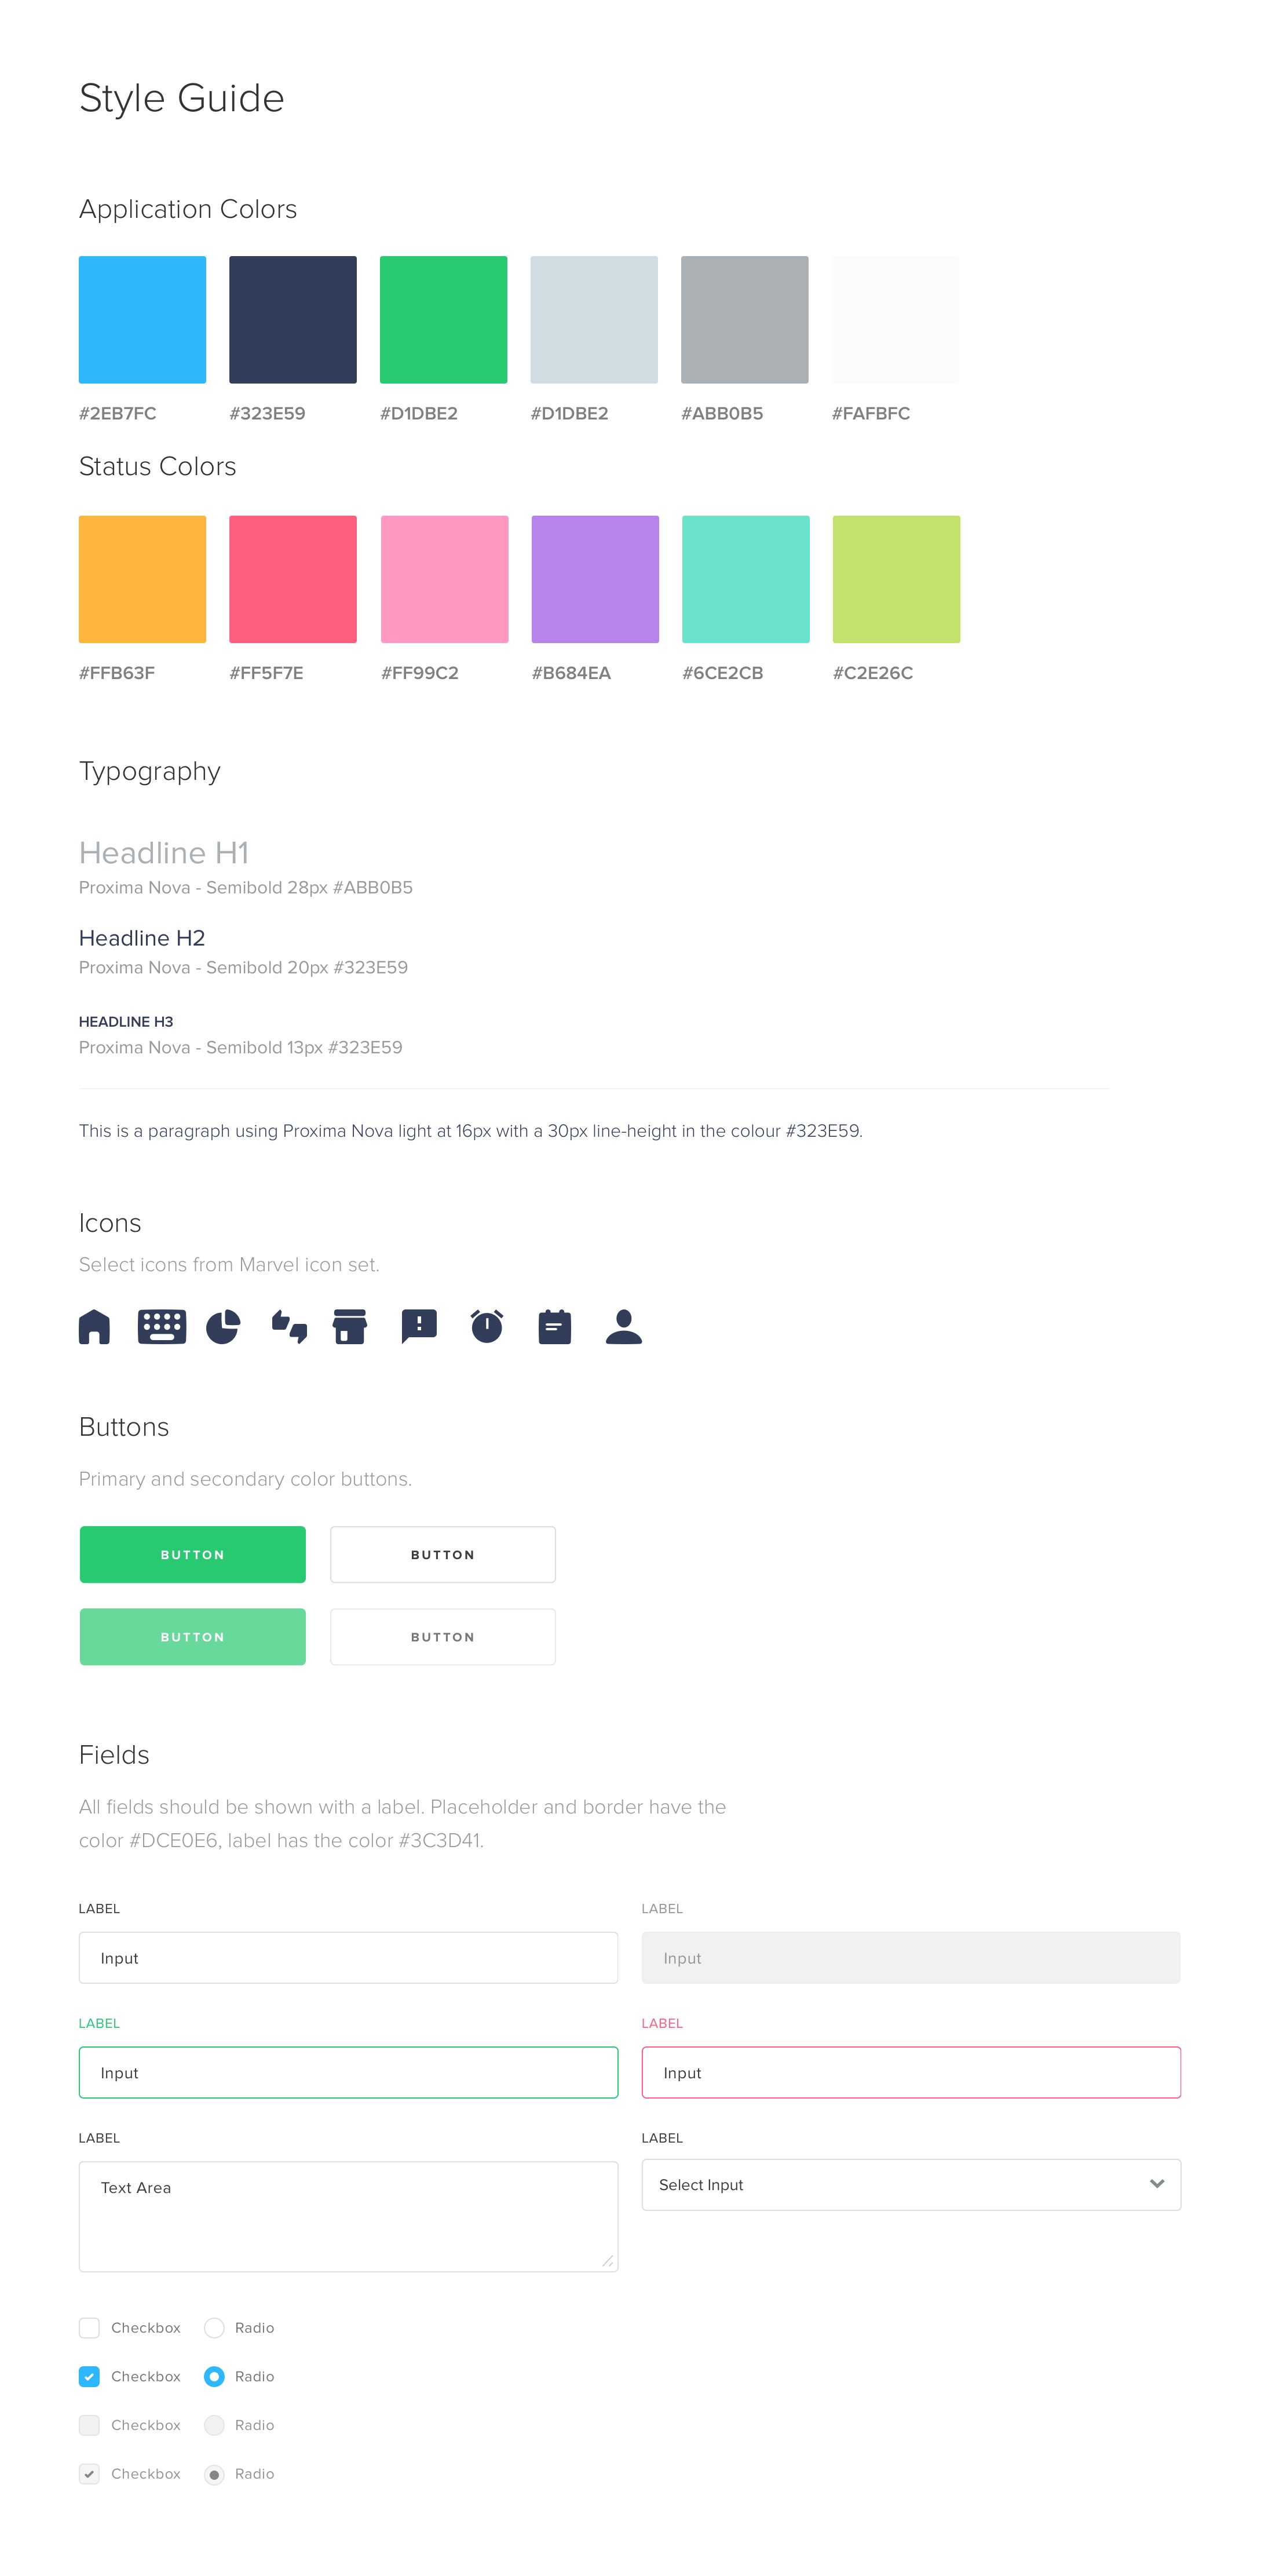 Style Guide
Application Colors
#2EB7FC #323E59 #D1DBE2 #D1DBE2 #ABB0B5 #FAFBFC
Status Colors
#FFB63F #FF5F7E #FF99C2 #B684EA #6CE2CB #C2E26C
Typography
Headline H1
Proxima Nova - Semibold 28px #ABB0B5
Headline H2
Proxima Nova - Semibold 20px #323E59
HEADLINE H3
Proxima Nova - Semibold 13px #323E59
This is a paragraph using Proxima Nova light at 16px with a 30px line-height in the colour #323E59.
Icons
Select icons from Marvel icon set.
Buttons
Primary and secondary color buttons.
BUTTON BUTTON
BUTTON BUTTON
Fields
All fields should be shown with a label. Placeholder and border have the
color #DCE0E6, label has the color #3C3D41.
LABEL LABEL
Input Input
LABEL LABEL
Input Input
LABEL LABEL
Text Area Select Input
Checkbox Radio
Checkbox Radio
Checkbox Radio
Checkbox Radio